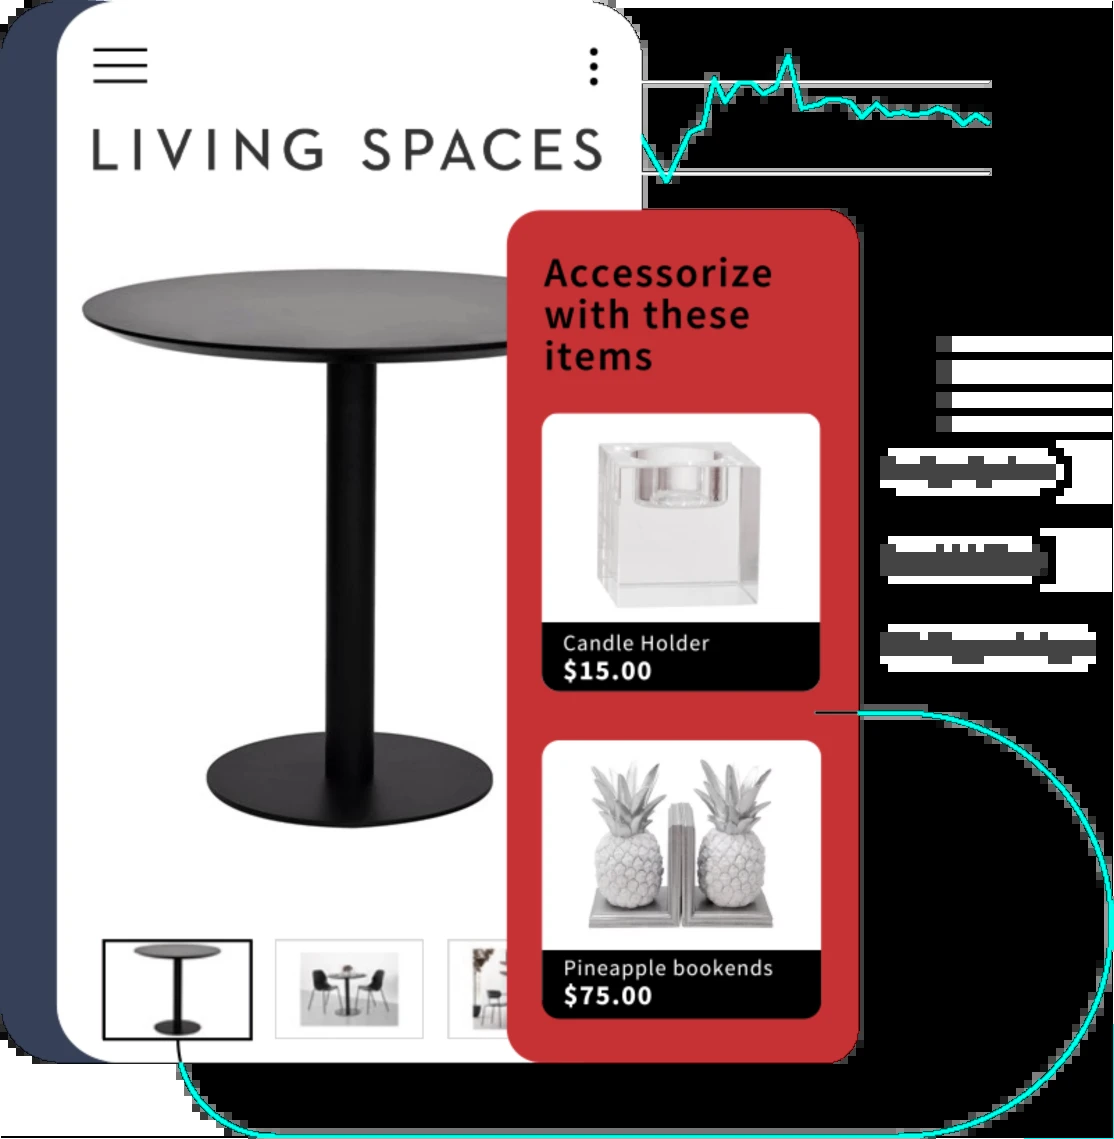 LIVING SPACES
Accessorize
with these
items
Candle Holder
$15.00
Pineapple bookends
$75.00